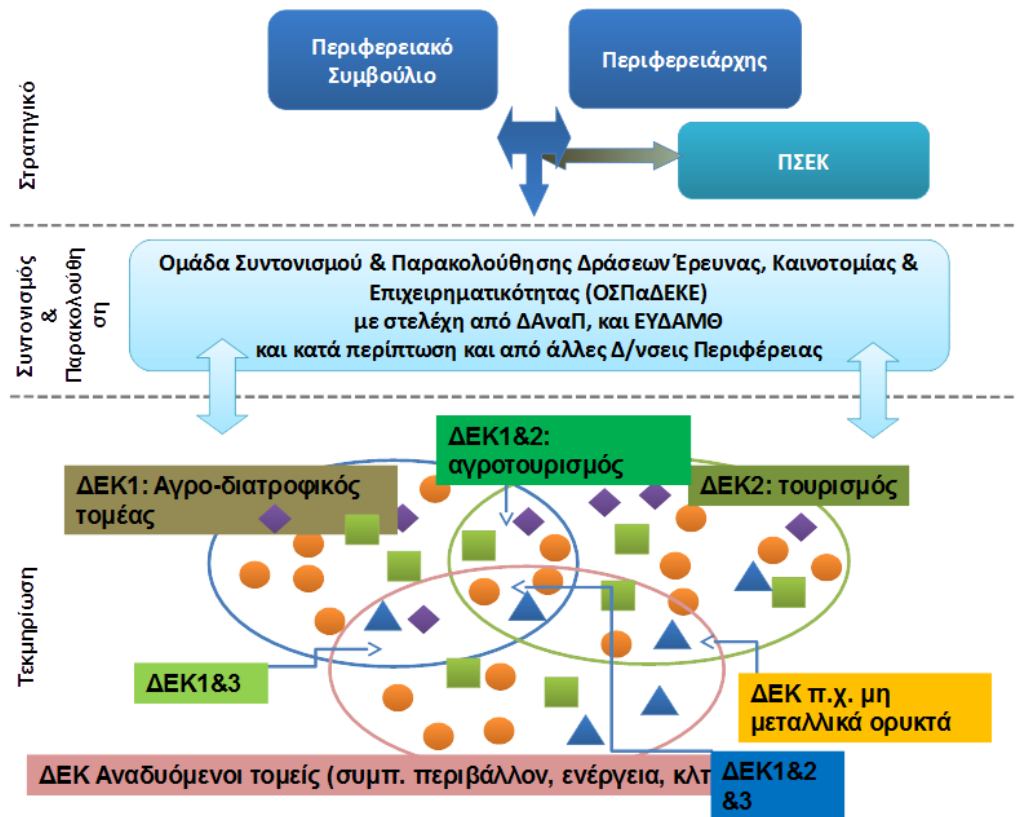 Στρατηγικό
Περιφερειακό
Συμβούλιο
Περιφερειάρχης
ΠΣΕΚ
Συντονισμός
&
Παρακολούθη
ση
Ομάδα Συντονισμού & Παρακολούθησης Δράσεων Έρευνας, Καινοτομίας &
Επιχειρηματικότητας (ΟΣΠαΔΕΚΕ)
με στελέχη από ΔΑναΠ, και ΕΥΔΑΜΘ
και κατά περίπτωση και από άλλες Δ/νσεις Περιφέρειας
Τεκμηρίωση
ΔΕΚ1&2:
αγροτουρισμός
ΔΕΚ1: Αγρο-διατροφικός
τομέας
ΔΕΚ2: τουρισμός
ΔΕΚ1&3
ΔΕΚ π.χ. μη
μεταλλικά ορυκτά
ΔΕΚ Αναδυόμενοι τομείς (συμπ. περιβάλλον, ενέργεια, κλπ
ΔΕΚ1&2
&3